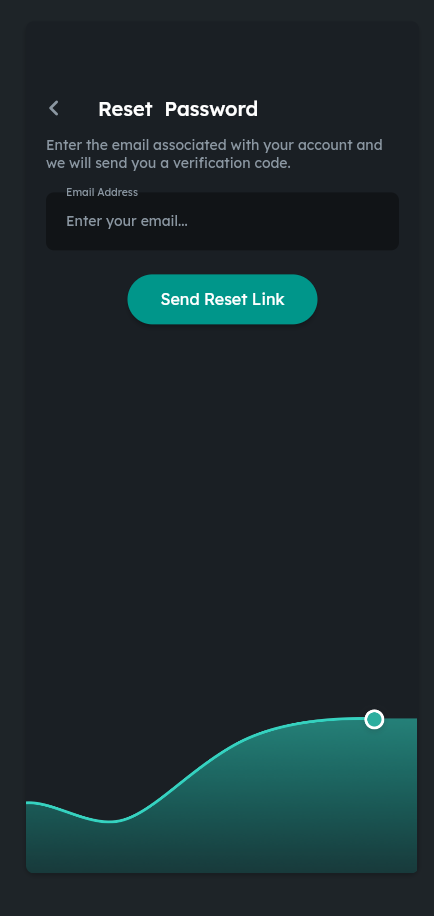 Reset Password
Enter the email associated with your account and
we will send you a verification code.
Email Address
Enter your email...
Send Reset Link